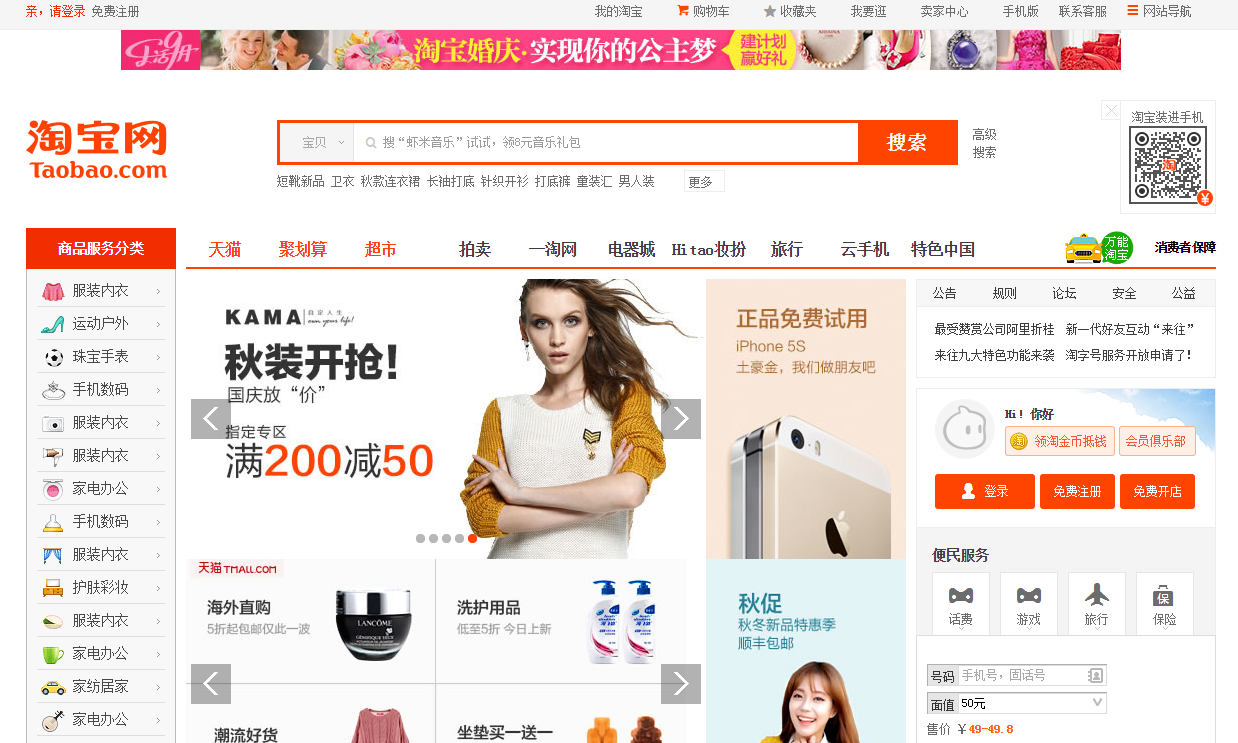 亲，请登录 免费注册
我的淘宝 购物车 收藏夹 我要逛 卖家中心 手机版 联系客服 网站导航
淘宝婚庆·实现你的公主梦
建计划
赢好礼
淘宝网
Taobao.com
宝贝 搜“虾米音乐”试试，领8元音乐礼包 搜索
高级
搜索
淘宝装进手机
短靴新品 卫衣 秋款连衣裙 长袖打底 针织开衫 打底裤 童装汇 男人装 更多
商品服务分类 天猫 聚划算 超市 拍卖 一淘网 电器城 Hitao妆扮 旅行 云手机 特色中国
万能
淘宝
消费者保障
服装内衣
运动户外
珠宝手表
手机数码
服装内衣
服装内衣
家电办公
手机数码
服装内衣
护肤彩妆
服装内衣
家电办公
家纺居家
家电办公
KAMA 自定人生
own your life!
秋装开抢！
国庆放“价”
指定专区
满200减50
正品免费试用
iPhone 5S
土豪金，我们做朋友吧
公告 规则 论坛 安全 公益
最受赞赏公司阿里折桂 新一代好友互动“来往”
来往九大特色功能来袭 淘字号服务开放申请了！
Hi！你好
领淘金币抵钱 会员俱乐部
登录 免费注册 免费开店
便民服务
话费 游戏 旅行 保险
保
号码 手机号，固话号
面值 50元
售价 ￥49-49.8
天猫 TMALL.COM
海外直购
5折起包邮仅此一波
LANCÔME
洗护用品
低至5折 今日上新
潮流好货
坐垫买一送一
秋促
秋冬新品特惠季
顺丰包邮